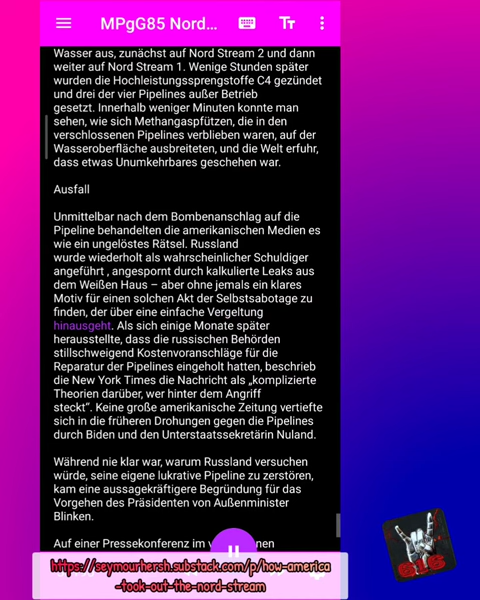 MPgG85 Nord...
Tт
Wasser aus, zunächst auf Nord Stream 2 und dann
weiter auf Nord Stream 1. Wenige Stunden später
wurden die Hochleistungssprengstoffe C4 gezündet
und drei der vier Pipelines außer Betrieb
gesetzt. Innerhalb weniger Minuten konnte man
sehen, wie sich Methangaspfützen, die in den
verschlossenen Pipelines verblieben waren, auf der
Wasseroberfläche ausbreiteten, und die Welt erfuhr,
dass etwas Unumkehrbares geschehen war.
Ausfall
Unmittelbar nach dem Bombenanschlag auf die
Pipeline behandelten die amerikanischen Medien es
wie ein ungelöstes Rätsel. Russland
wurde wiederholt als wahrscheinlicher Schuldiger
angeführt , angespornt durch kalkulierte Leaks aus
dem Weißen Haus – aber ohne jemals ein klares
Motiv für einen solchen Akt der Selbstsabotage zu
finden, der über eine einfache Vergeltung
hinausgeht. Als sich einige Monate später
herausstellte, dass die russischen Behörden
stillschweigend Kostenvoranschläge für die
Reparatur der Pipelines eingeholt hatten, beschrieb
die New York Times die Nachricht als „komplizierte
Theorien darüber, wer hinter dem Angriff
steckt“. Keine große amerikanische Zeitung vertiefte
sich in die früheren Drohungen gegen die Pipelines
durch Biden und den Unterstaatssekretärin Nuland.
Während nie klar war, warum Russland versuchen
würde, seine eigene lukrative Pipeline zu zerstören,
kam eine aussagekräftigere Begründung für das
Vorgehen des Präsidenten von Außenminister
Blinken.
Auf einer Pressekonferenz im
https://seymourhersh.substack.com/p/how-america
-took-out-the-nord-stream
616